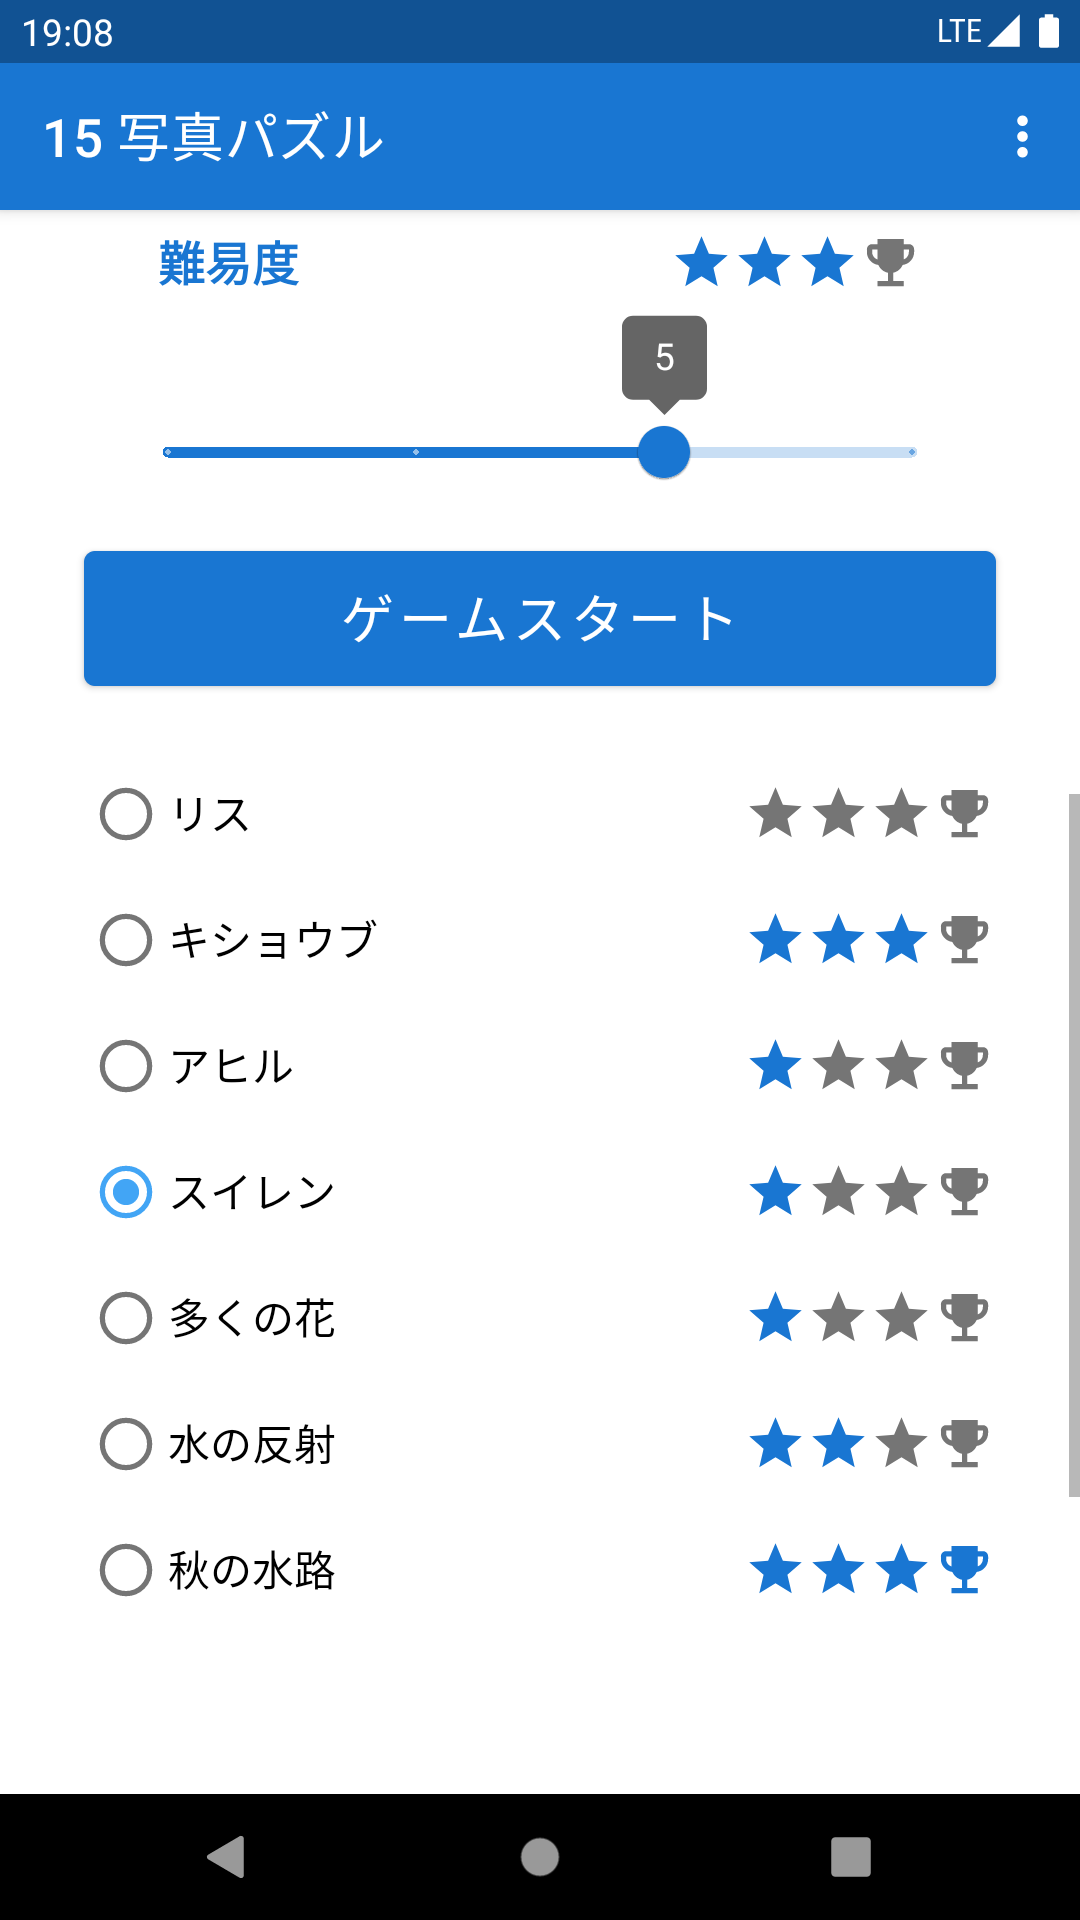 19:08 LTE
15 写真パズル
難易度
5
ゲームスタート
リス
キショウブ
アヒル
スイレン
多くの花
水の反射
秋の水路